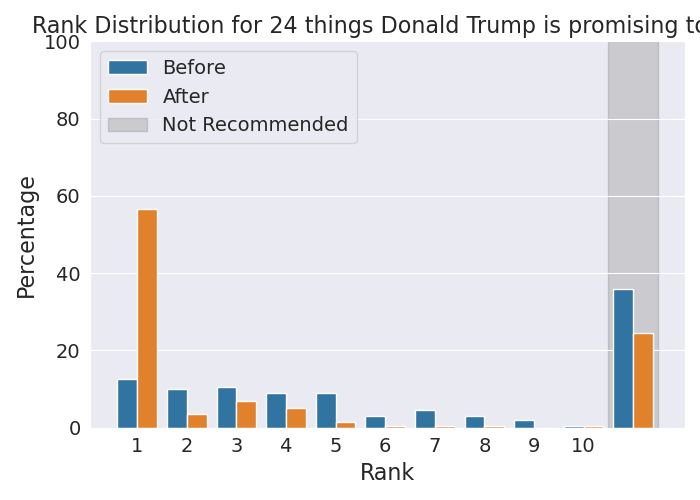 Rank Distribution for 24 things Donald Trump is promising to
100
80
60
40
20
0
Percentage
Before
After
Not Recommended
1 2 3 4 5 6 7 8 9 10
Rank